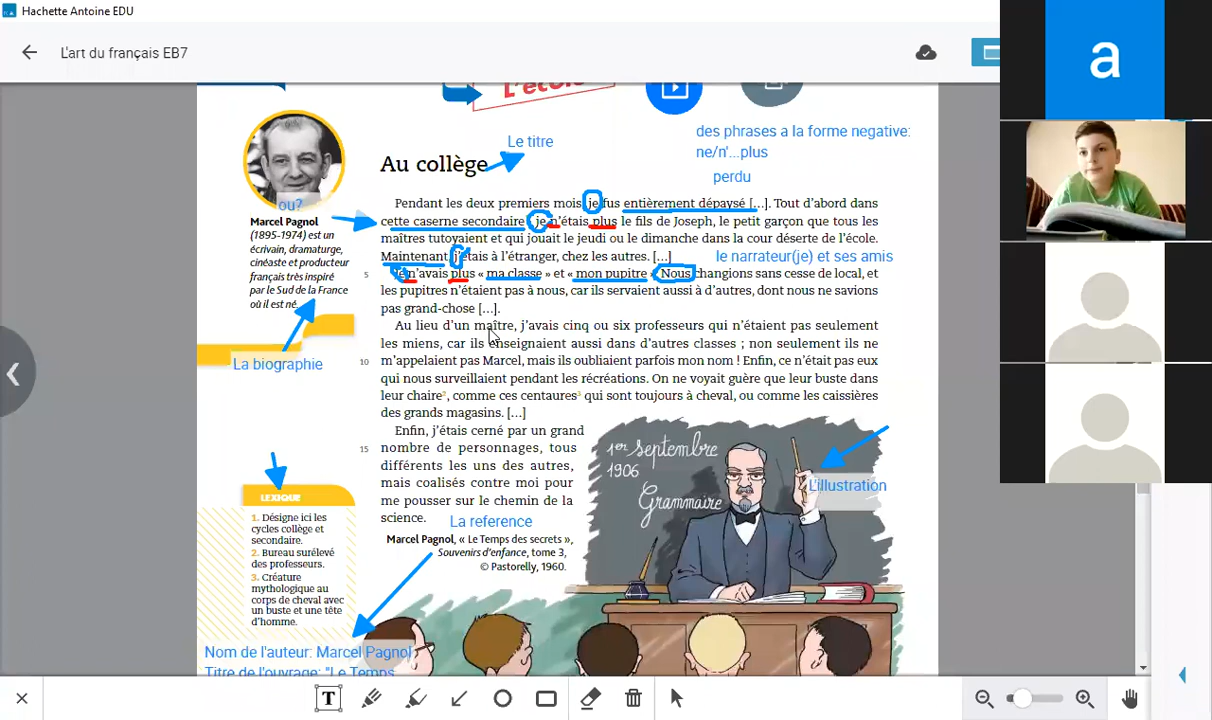 Hachette Antoine EDU
L'art du français EB7
a
L'école
Le titre
des phrases a la forme negative:
ne/n'...plus
perdu
Au collège
ou?
Pendant les deux premiers mois, je fus entièrement dépaysé [...]. Tout d'abord dans
cette caserne secondaire¹, je n'étais plus le fils de Joseph, le petit garçon que tous les
maîtres tutoyaient et qui jouait le jeudi ou le dimanche dans la cour déserte de l'école.
Maintenant, j'étais à l'étranger, chez les autres. [...]
le narrateur(je) et ses amis
5 Je n'avais plus « ma classe » et « mon pupitre ». Nous changions sans cesse de local, et
les pupitres n'étaient pas à nous, car ils servaient aussi à d'autres, dont nous ne savions
pas grand-chose [...].
Au lieu d'un maître, j'avais cinq ou six professeurs qui n'étaient pas seulement
les miens, car ils enseignaient aussi dans d'autres classes ; non seulement ils ne
10 m'appelaient pas Marcel, mais ils oubliaient parfois mon nom ! Enfin, ce n'était pas eux
qui nous surveillaient pendant les récréations. On ne voyait guère que leur buste dans
leur chaire², comme ces centaures³ qui sont toujours à cheval, ou comme les caissières
des grands magasins. [...]
Enfin, j'étais cerné par un grand
15 nombre de personnages, tous
différents les uns des autres,
mais coalisés contre moi pour
me pousser sur le chemin de la
science.
La reference
Marcel Pagnol, « Le Temps des secrets »,
Souvenirs d'enfance, tome 3,
© Pastorelly, 1960.
Marcel Pagnol
(1895-1974) est un
écrivain, dramaturge,
cinéaste et producteur
français très inspiré
par le Sud de la France
où il est né.
La biographie
LEXIQUE
1. Désigne ici les
cycles collège et
secondaire.
2. Bureau surélevé
des professeurs.
3. Créature
mythologique au
corps de cheval avec
un buste et une tête
d'homme.
1er septembre
1906
Grammaire
L'illustration
Nom de l'auteur: Marcel Pagnol
Titre de l'ouvrage: "Le Temps
T